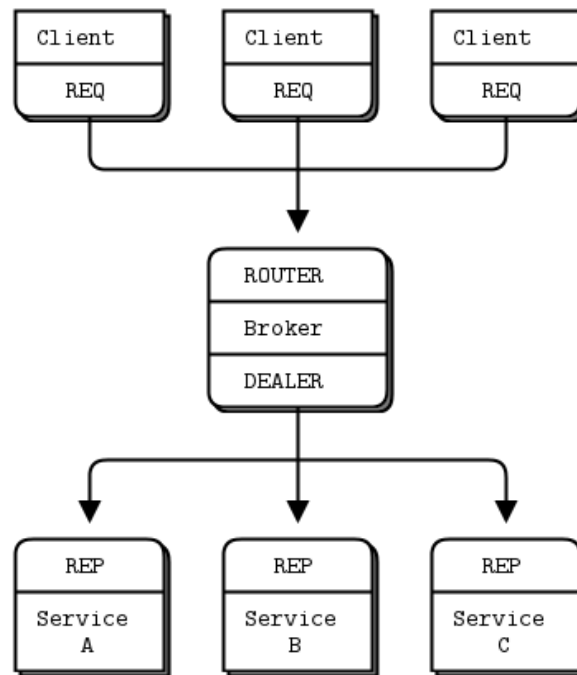 Client Client Client
REQ REQ REQ
ROUTER
Broker
DEALER
REP REP REP
Service Service Service
A B C